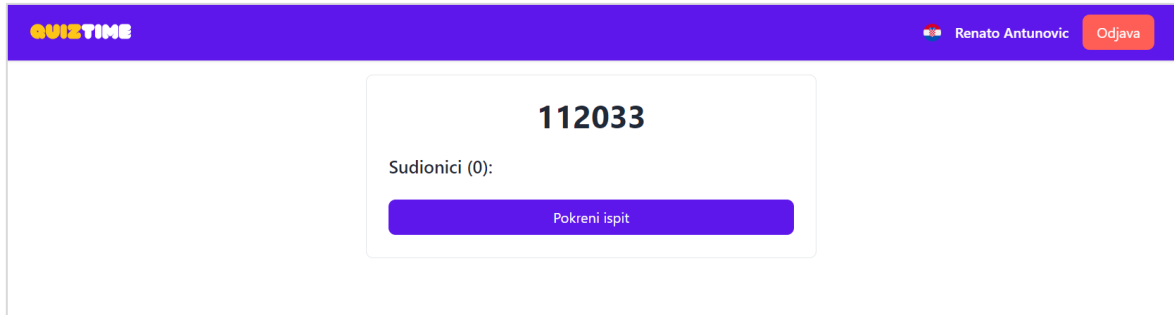 QUIZTIME
Renato Antunovic
Odjava
112033
Sudionici (0):
Pokreni ispit